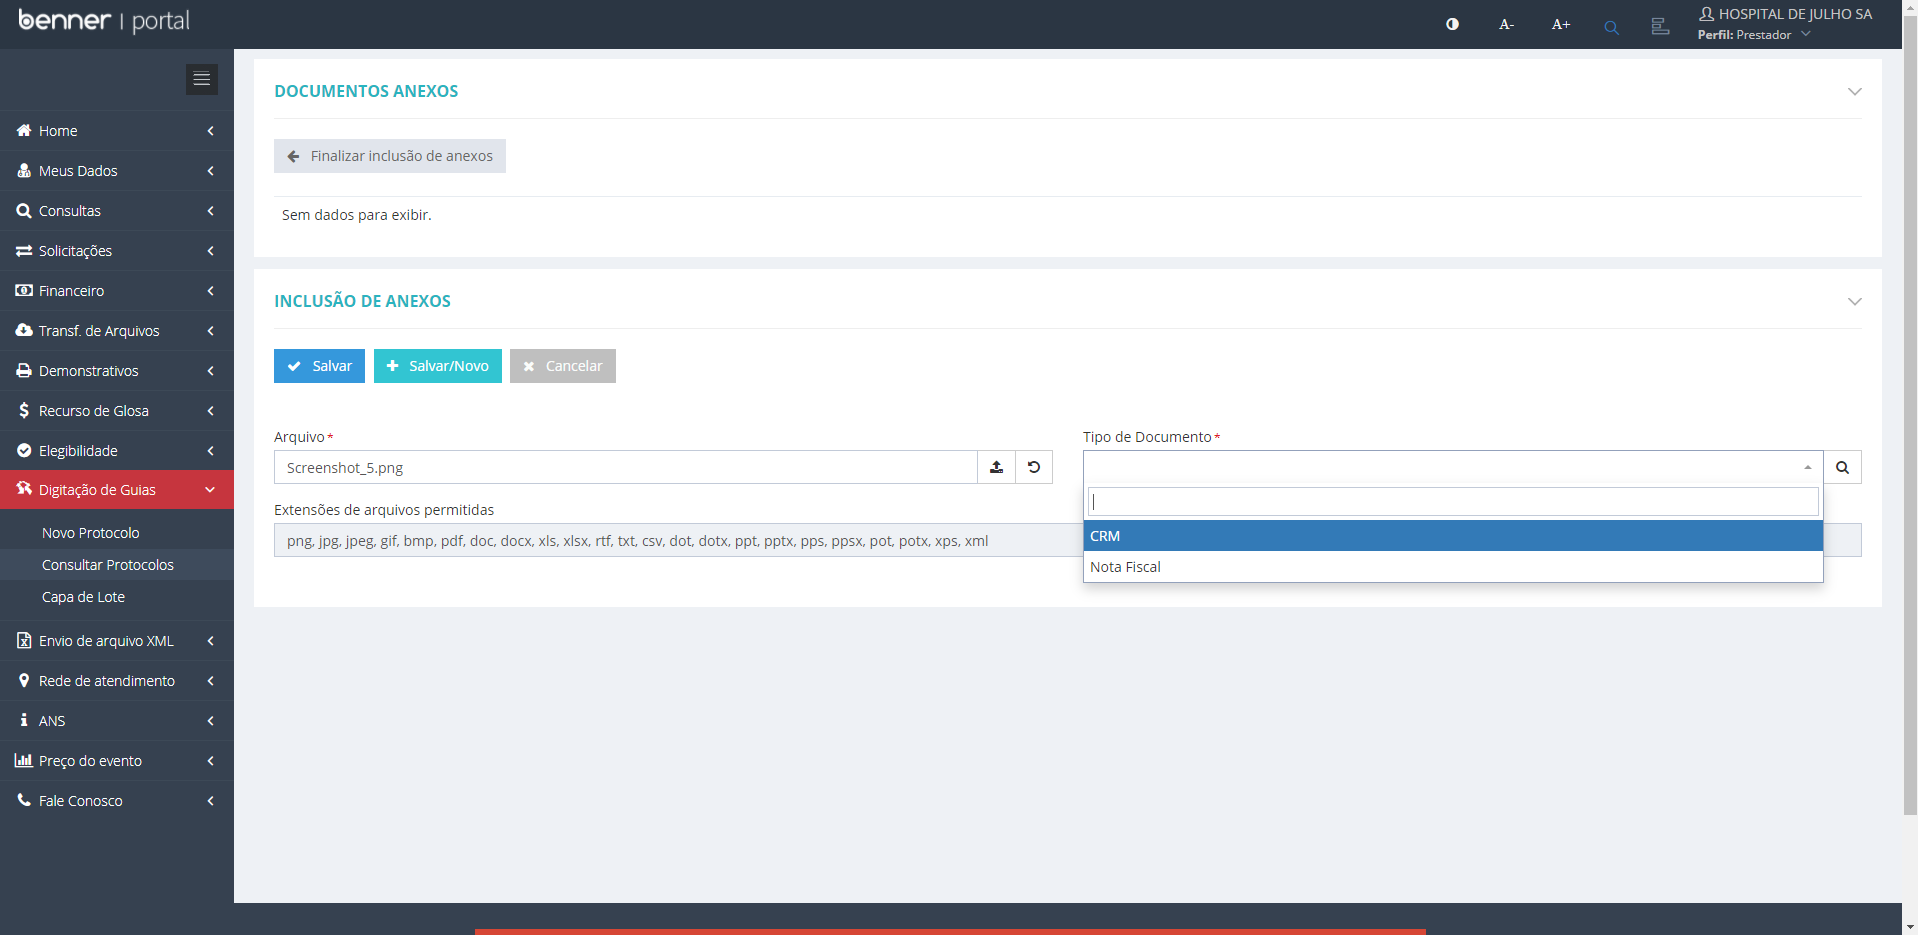 benner | portal
A-
A+
HOSPITAL DE JULHO SA
Perfil: Prestador
Home
Meus Dados
Consultas
Solicitações
Financeiro
Transf. de Arquivos
Demonstrativos
Recurso de Glosa
Elegibilidade
Digitação de Guias
Novo Protocolo
Consultar Protocolos
Capa de Lote
Envio de arquivo XML
Rede de atendimento
ANS
Preço do evento
Fale Conosco
DOCUMENTOS ANEXOS
Finalizar inclusão de anexos
Sem dados para exibir.
INCLUSÃO DE ANEXOS
Salvar
Salvar/Novo
Cancelar
Arquivo *
Screenshot_5.png
Tipo de Documento *
CRM
Nota Fiscal
Extensões de arquivos permitidas
png, jpg, jpeg, gif, bmp, pdf, doc, docx, xls, xlsx, rtf, txt, csv, dot, dotx, ppt, pptx, pps, ppsx, pot, potx, xps, xml